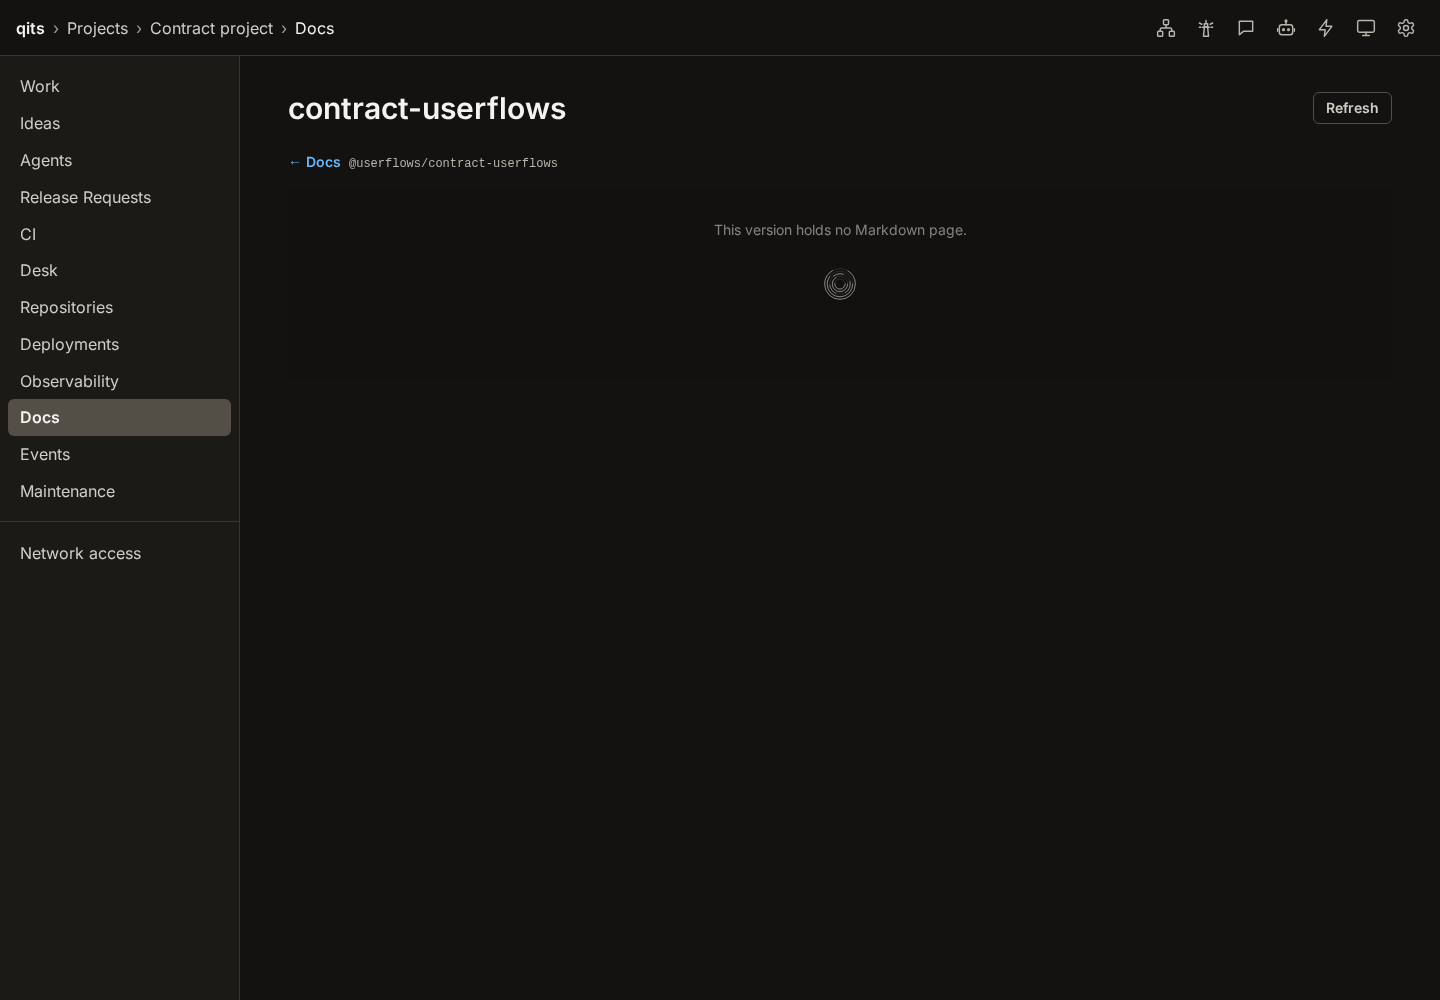 qits › Projects › Contract project › Docs
Work
Ideas
Agents
Release Requests
CI
Desk
Repositories
Deployments
Observability
Docs
Events
Maintenance
Network access
contract-userflows
Refresh
← Docs @userflows/contract-userflows
This version holds no Markdown page.